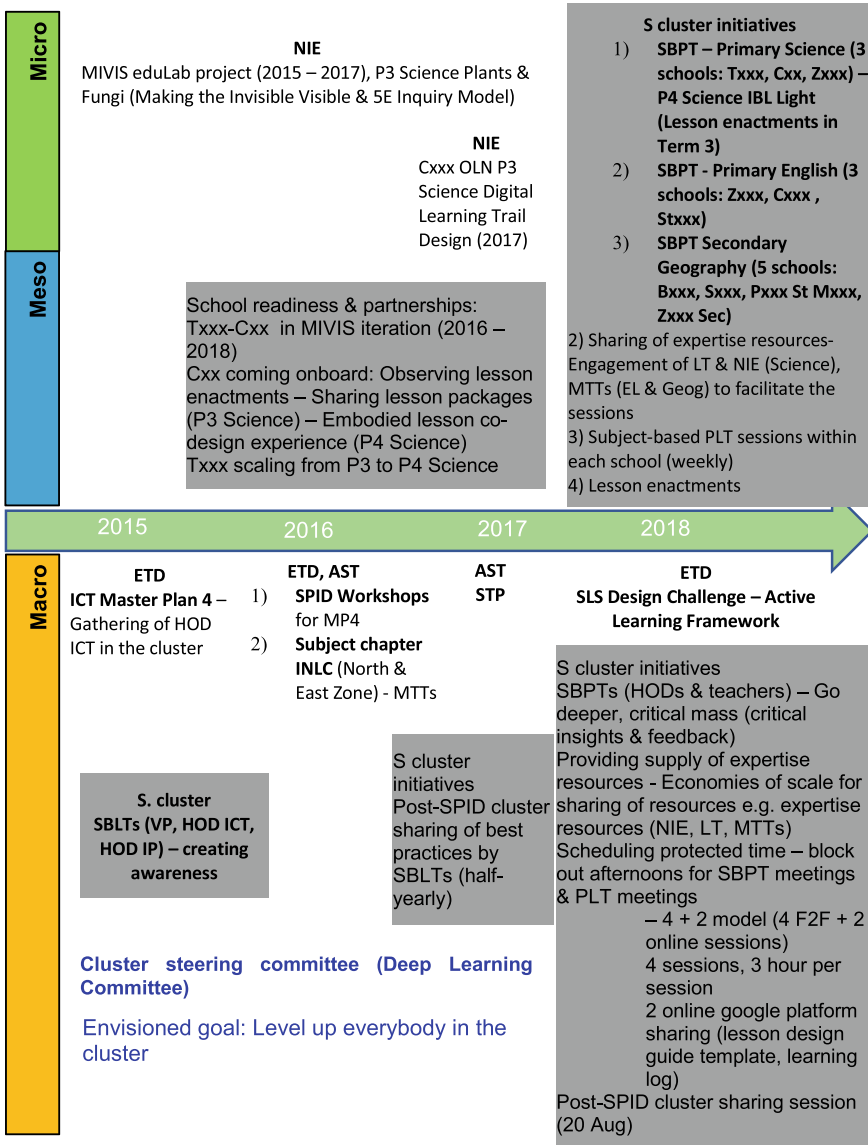 Micro
NIE
MIVIS eduLab project (2015 – 2017), P3 Science Plants &
Fungi (Making the Invisible Visible & 5E Inquiry Model)
NIE
Cxxx OLN P3
Science Digital
Learning Trail
Design (2017)
S cluster initiatives
1) SBPT – Primary Science (3
schools: Txxx, Cxx, Zxxx) –
P4 Science IBL Light
(Lesson enactments in
Term 3)
2) SBPT - Primary English (3
schools: Zxxx, Cxxx ,
Stxxx)
3) SBPT Secondary
Geography (5 schools:
Bxxx, Sxxx, Pxxx St Mxxx,
Zxxx Sec)
2) Sharing of expertise resources-
Engagement of LT & NIE (Science),
MTTs (EL & Geog) to facilitate the
sessions
3) Subject-based PLT sessions within
each school (weekly)
4) Lesson enactments
Meso
School readiness & partnerships:
Txxx-Cxx in MIVIS iteration (2016 –
2018)
Cxx coming onboard: Observing lesson
enactments – Sharing lesson packages
(P3 Science) – Embodied lesson co-
design experience (P4 Science)
Txxx scaling from P3 to P4 Science
2015
2016
2017
2018
Macro
ETD
ICT Master Plan 4 –
Gathering of HOD
ICT in the cluster
ETD, AST
1) SPID Workshops
for MP4
2) Subject chapter
INLC (North &
East Zone) - MTTs
AST
STP
ETD
SLS Design Challenge – Active
Learning Framework
S. cluster
SBLTs (VP, HOD ICT,
HOD IP) – creating
awareness
S cluster
initiatives
Post-SPID cluster
sharing of best
practices by
SBLTs (half-
yearly)
S cluster initiatives
SBPTs (HODs & teachers) – Go
deeper, critical mass (critical
insights & feedback)
Providing supply of expertise
resources - Economies of scale for
sharing of resources e.g. expertise
resources (NIE, LT, MTTs)
Scheduling protected time – block
out afternoons for SBPT meetings
& PLT meetings
– 4 + 2 model (4 F2F + 2
online sessions)
4 sessions, 3 hour per
session
2 online google platform
sharing (lesson design
guide template, learning
log)
Post-SPID cluster sharing session
(20 Aug)
Cluster steering committee (Deep Learning
Committee)
Envisioned goal: Level up everybody in the
cluster